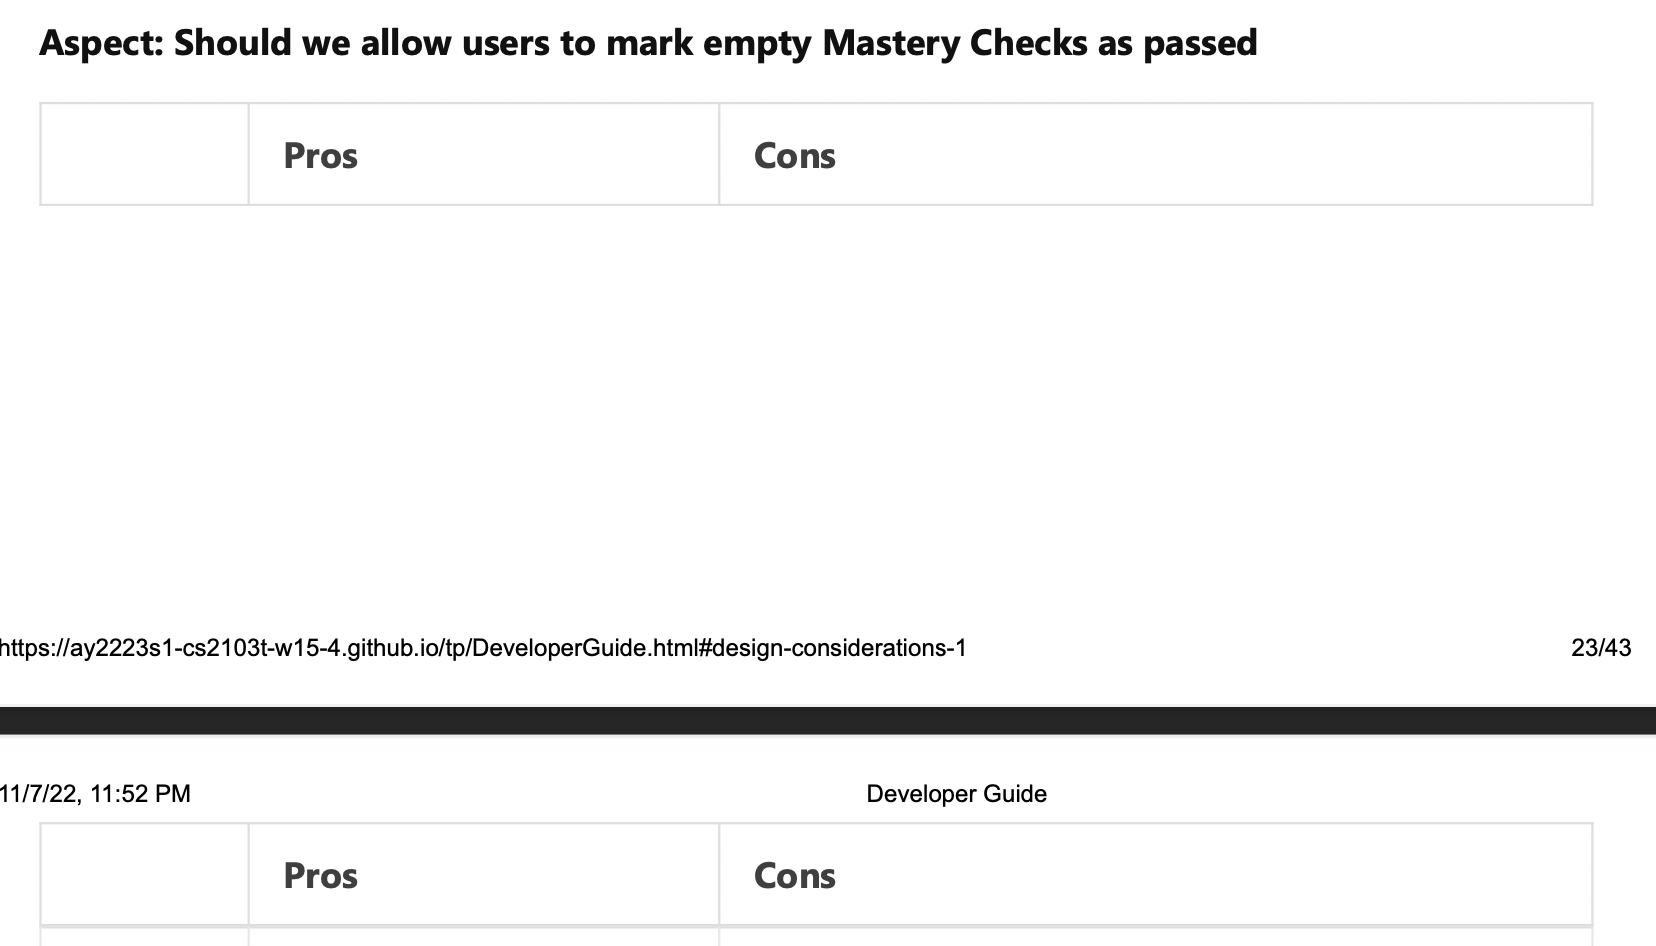 Aspect: Should we allow users to mark empty Mastery Checks as passed
Pros Cons
https://ay2223s1-cs2103t-w15-4.github.io/tp/DeveloperGuide.html#design-considerations-1 23/43
11/7/22, 11:52 PM Developer Guide
Pros Cons